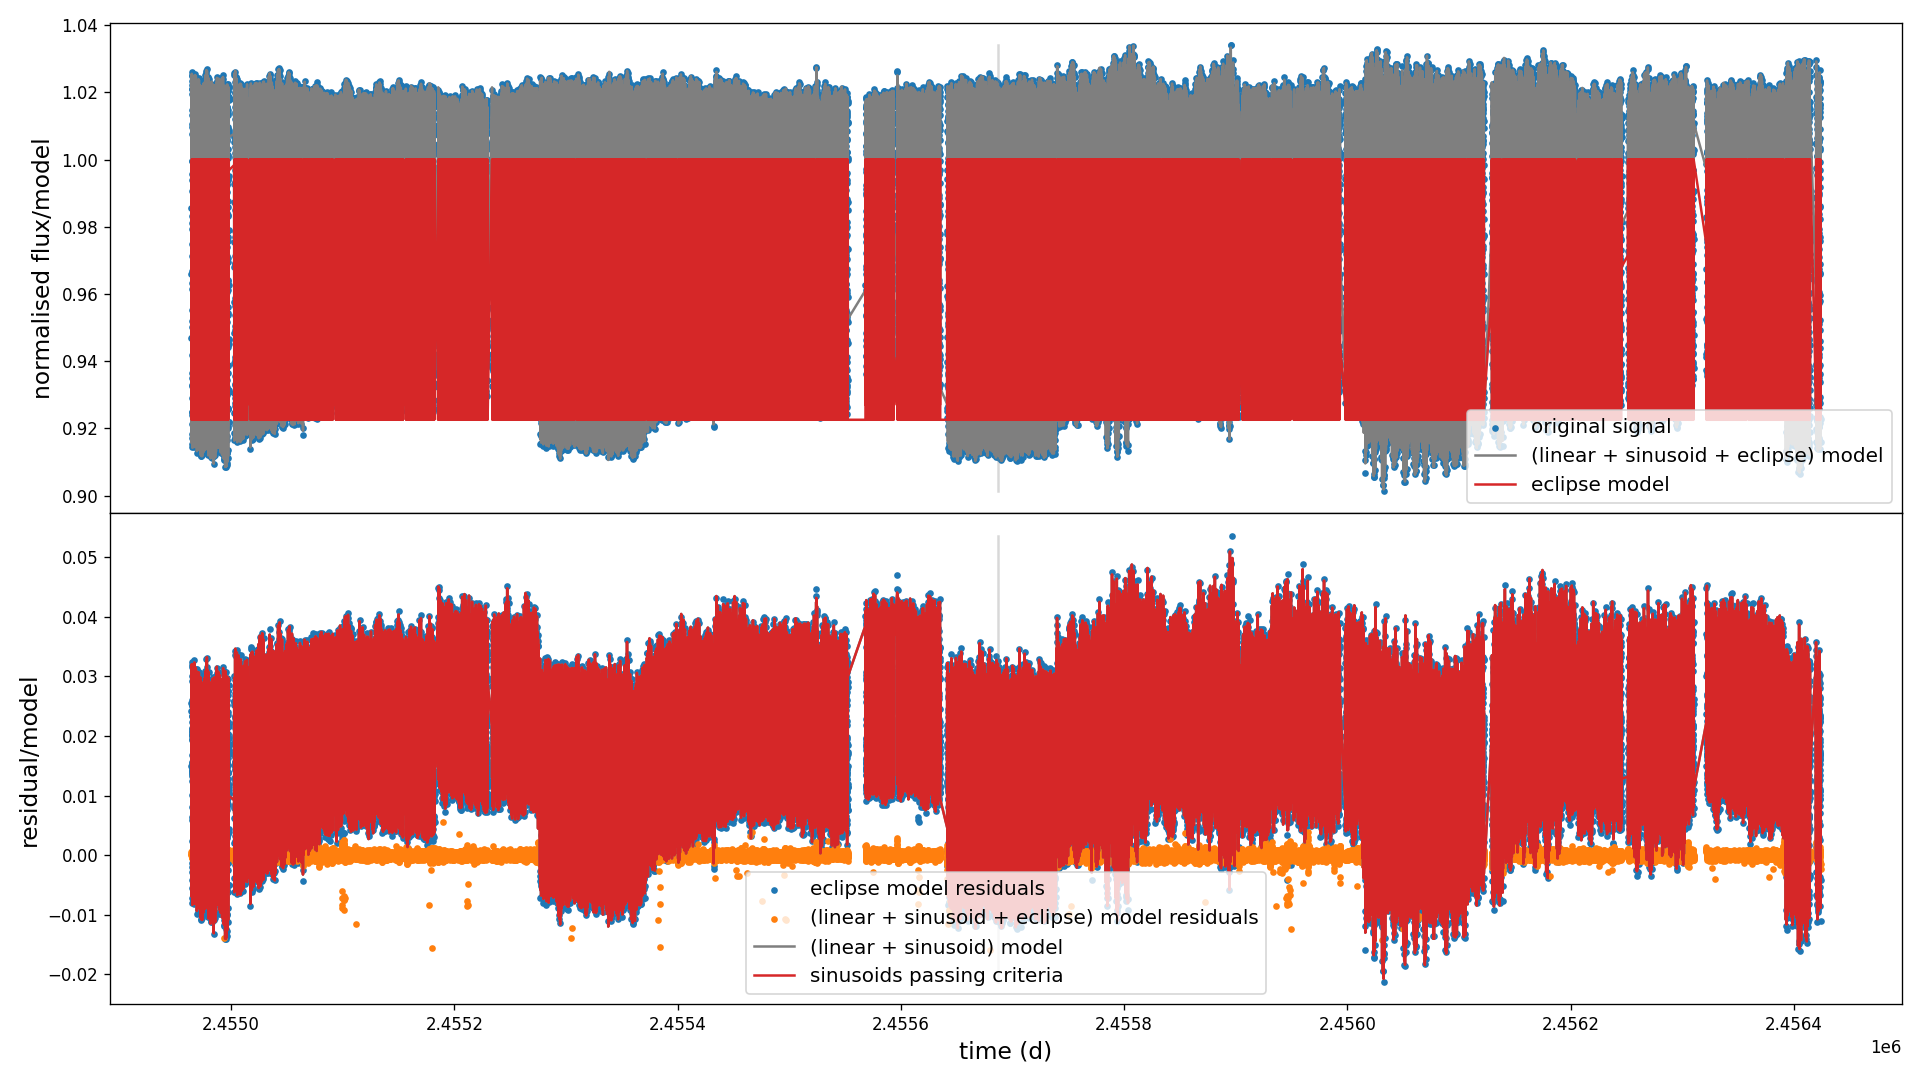 1.04
1.02
1.00
0.98
0.96
0.94
0.92
0.90
normalised flux/model
original signal
(linear + sinusoid + eclipse) model
eclipse model
0.05
0.04
0.03
0.02
0.01
0.00
−0.01
−0.02
residual/model
eclipse model residuals
(linear + sinusoid + eclipse) model residuals
(linear + sinusoid) model
sinusoids passing criteria
2.4550 2.4552 2.4554 2.4556 2.4558 2.4560 2.4562 2.4564
1e6
time (d)